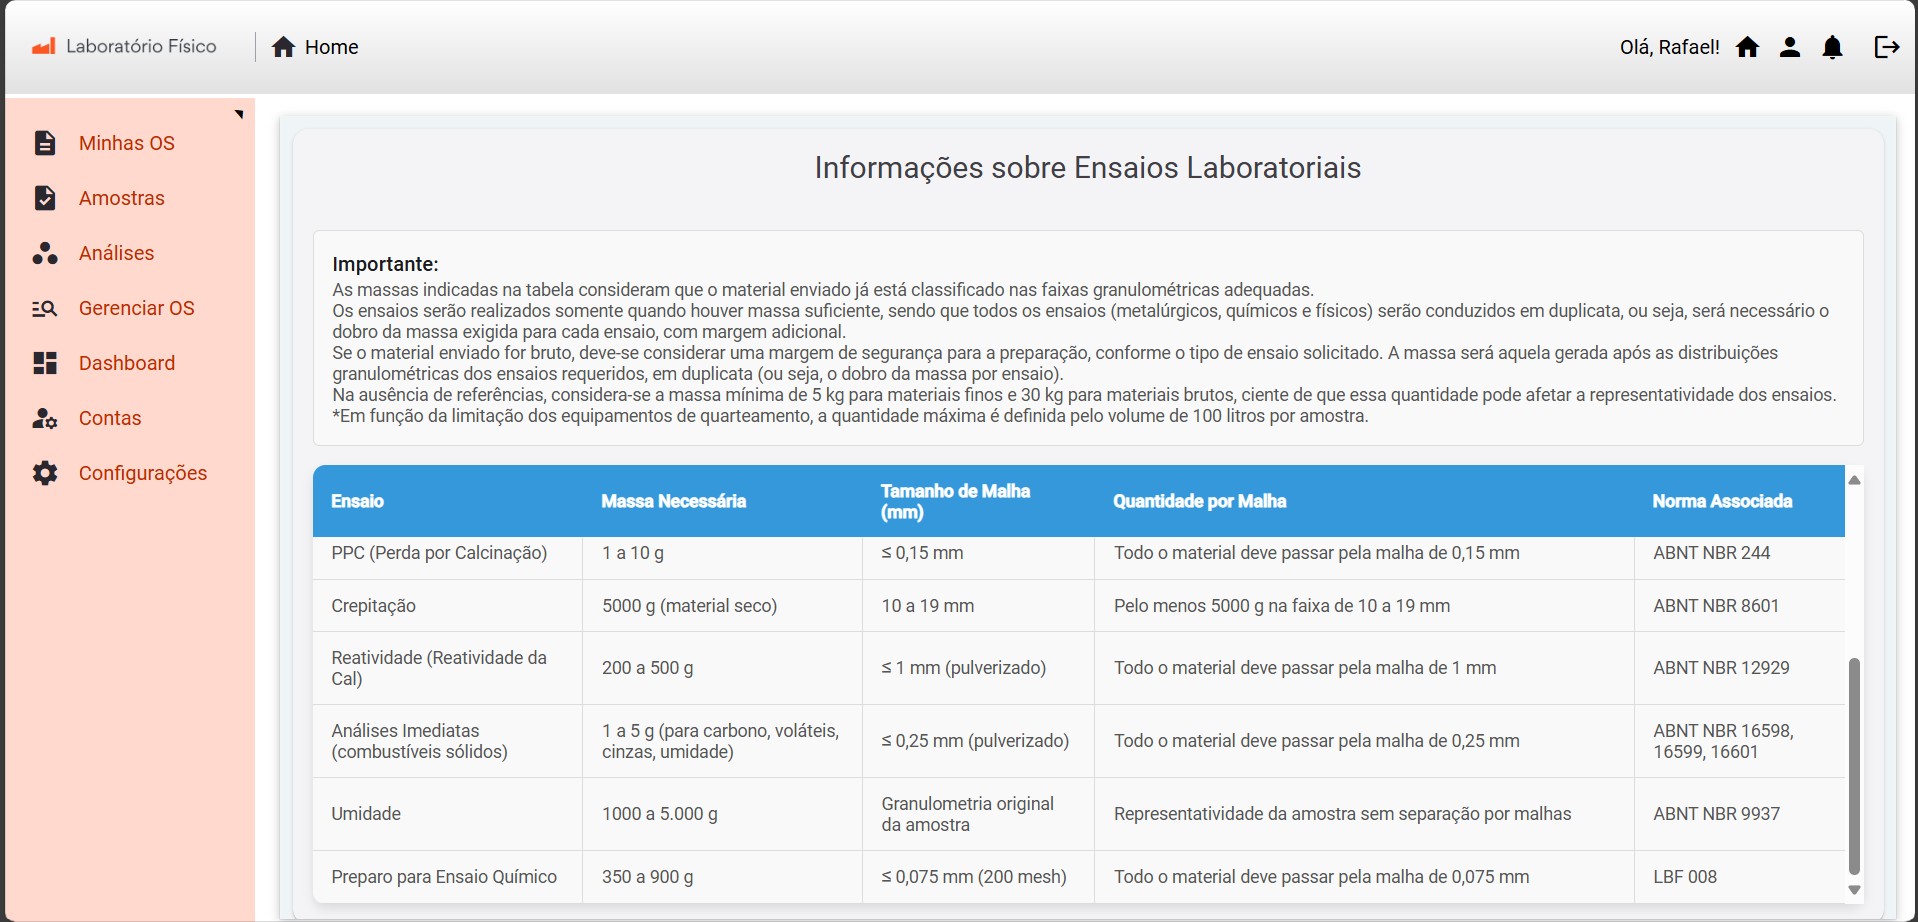 Laboratório Físico
Home
Olá, Rafael!
Minhas OS
Amostras
Análises
Gerenciar OS
Dashboard
Contas
Configurações
Informações sobre Ensaios Laboratoriais
Importante:
As massas indicadas na tabela consideram que o material enviado já está classificado nas faixas granulométricas adequadas.
Os ensaios serão realizados somente quando houver massa suficiente, sendo que todos os ensaios (metalúrgicos, químicos e físicos) serão conduzidos em duplicata, ou seja, será necessário o
dobro da massa exigida para cada ensaio, com margem adicional.
Se o material enviado for bruto, deve-se considerar uma margem de segurança para a preparação, conforme o tipo de ensaio solicitado. A massa será aquela gerada após as distribuições
granulométricas dos ensaios requeridos, em duplicata (ou seja, o dobro da massa por ensaio).
Na ausência de referências, considera-se a massa mínima de 5 kg para materiais finos e 30 kg para materiais brutos, ciente de que essa quantidade pode afetar a representatividade dos ensaios.
*Em função da limitação dos equipamentos de quarteamento, a quantidade máxima é definida pelo volume de 100 litros por amostra.
Ensaio
Massa Necessária
Tamanho de Malha
(mm)
Quantidade por Malha
Norma Associada
PPC (Perda por Calcinação)
1 a 10 g
≤ 0,15 mm
Todo o material deve passar pela malha de 0,15 mm
ABNT NBR 244
Crepitação
5000 g (material seco)
10 a 19 mm
Pelo menos 5000 g na faixa de 10 a 19 mm
ABNT NBR 8601
Reatividade (Reatividade da
Cal)
200 a 500 g
≤ 1 mm (pulverizado)
Todo o material deve passar pela malha de 1 mm
ABNT NBR 12929
Análises Imediatas
(combustíveis sólidos)
1 a 5 g (para carbono, voláteis,
cinzas, umidade)
≤ 0,25 mm (pulverizado)
Todo o material deve passar pela malha de 0,25 mm
ABNT NBR 16598,
16599, 16601
Umidade
1000 a 5.000 g
Granulometria original
da amostra
Representatividade da amostra sem separação por malhas
ABNT NBR 9937
Preparo para Ensaio Químico
350 a 900 g
≤ 0,075 mm (200 mesh)
Todo o material deve passar pela malha de 0,075 mm
LBF 008